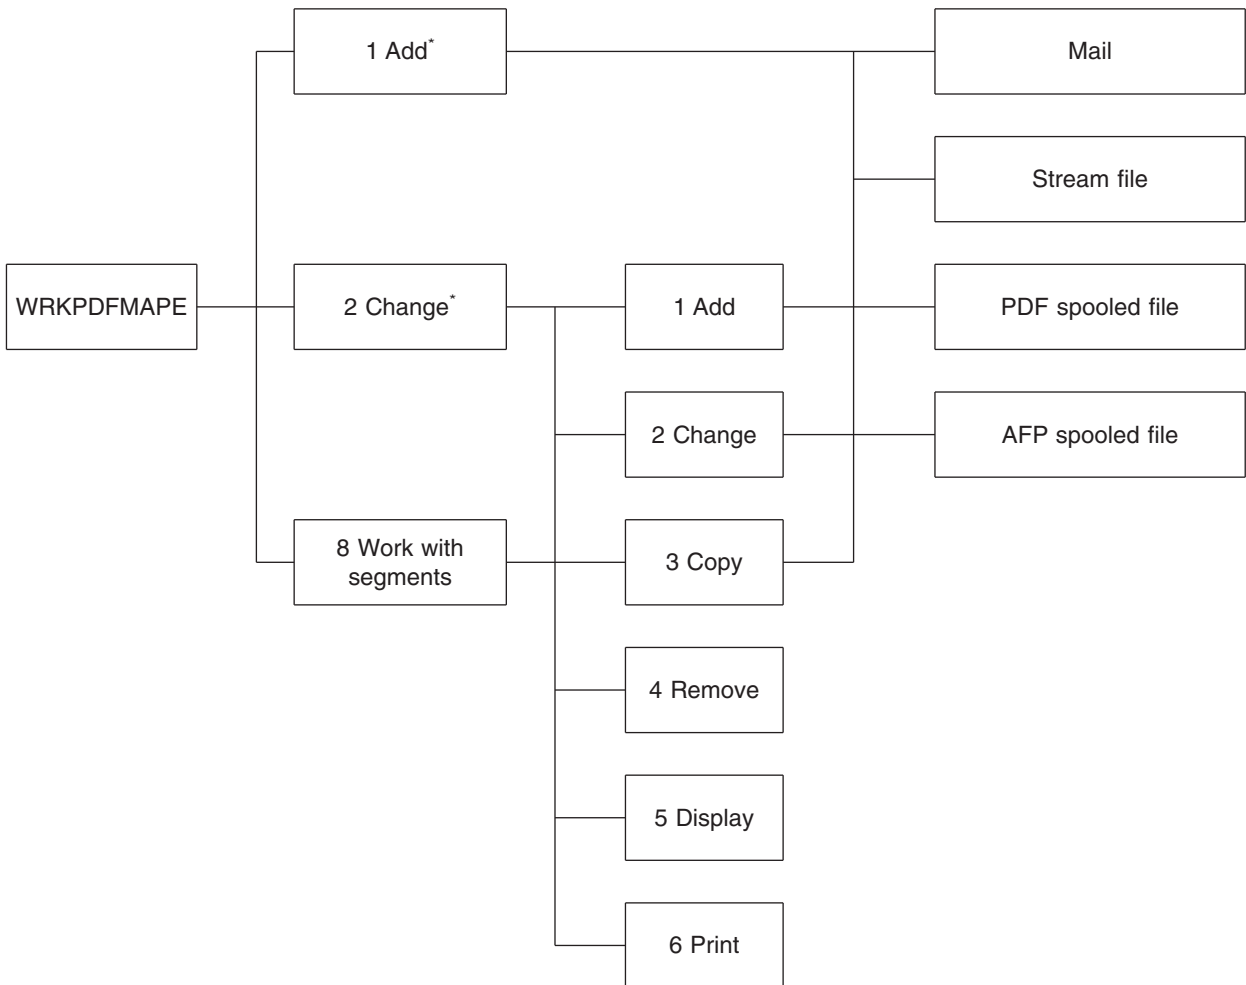 1 Add*
Mail
Stream file
WRKPDFMAPE
2 Change*
1 Add
PDF spooled file
2 Change
AFP spooled file
8 Work with
segments
3 Copy
4 Remove
5 Display
6 Print